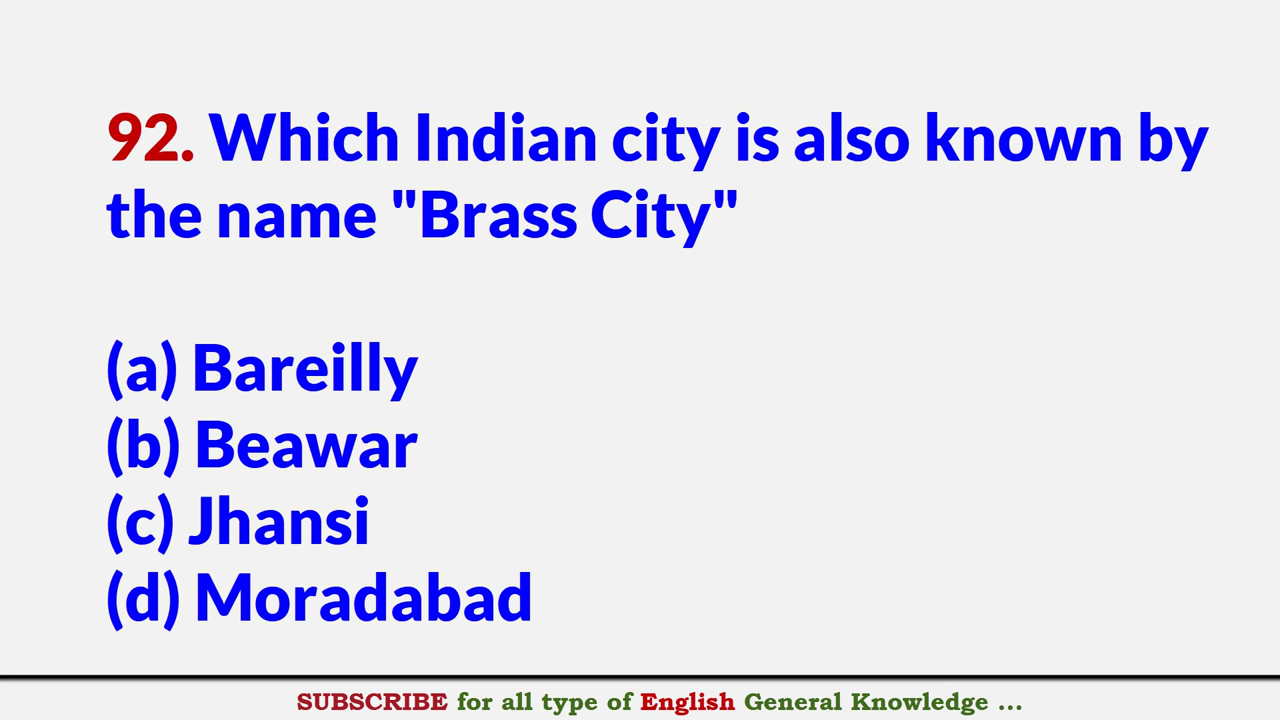 92. Which Indian city is also known by
the name "Brass City"
(a) Bareilly
(b) Beawar
(c) Jhansi
(d) Moradabad
SUBSCRIBE for all type of English General Knowledge ...